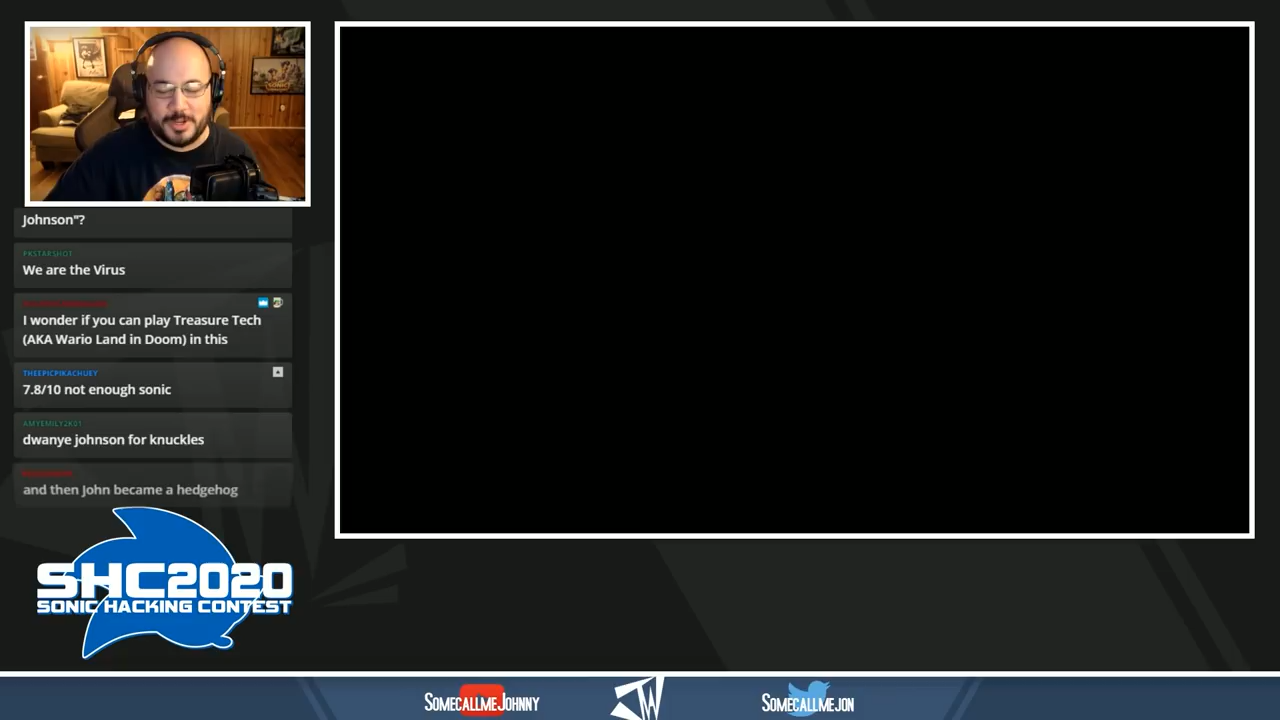 Johnson"?
PKSTARSHOT
We are the Virus
I wonder if you can play Treasure Tech
(AKA Wario Land in Doom) in this
THEEPICPIKACHUEY
7.8/10 not enough sonic
AMYEMILY2K01
dwanye johnson for knuckles
and then John became a hedgehog
SHC2020
SONIC HACKING CONTEST
SOMECALLMEJOHNNY
SOMECALLMEJON